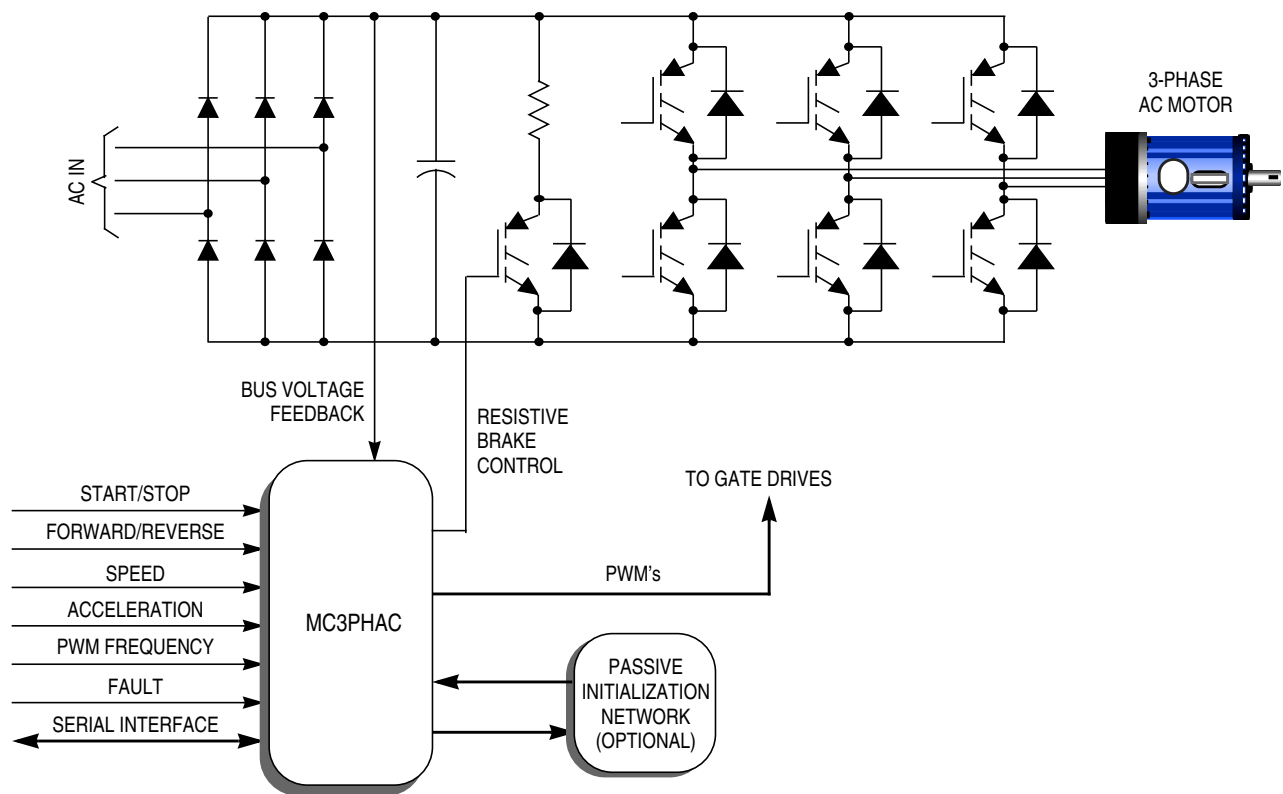 3-PHASE
AC MOTOR
AC IN
BUS VOLTAGE
FEEDBACK
RESISTIVE
BRAKE
CONTROL
TO GATE DRIVES
START/STOP
FORWARD/REVERSE
SPEED
ACCELERATION
PWM FREQUENCY
FAULT
SERIAL INTERFACE
MC3PHAC
PWM's
PASSIVE
INITIALIZATION
NETWORK
(OPTIONAL)